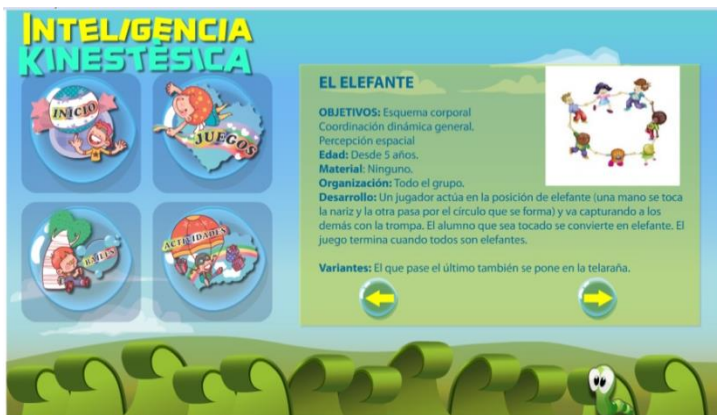 INTELIGENCIA
KINESTÈSICA
INICIO
JUEGOS
BAILES
ACTIVIDADES
EL ELEFANTE
OBJETIVOS: Esquema corporal
Coordinación dinámica general.
Percepción espacial
Edad: Desde 5 años.
Material: Ninguno.
Organización: Todo el grupo.
Desarrollo: Un jugador actúa en la posición de elefante (una mano se toca
la nariz y la otra pasa por el círculo que se forma) y va capturando a los
demás con la trompa. El alumno que sea tocado se convierte en elefante. El
juego termina cuando todos son elefantes.
Variantes: El que pase el último también se pone en la telaraña.